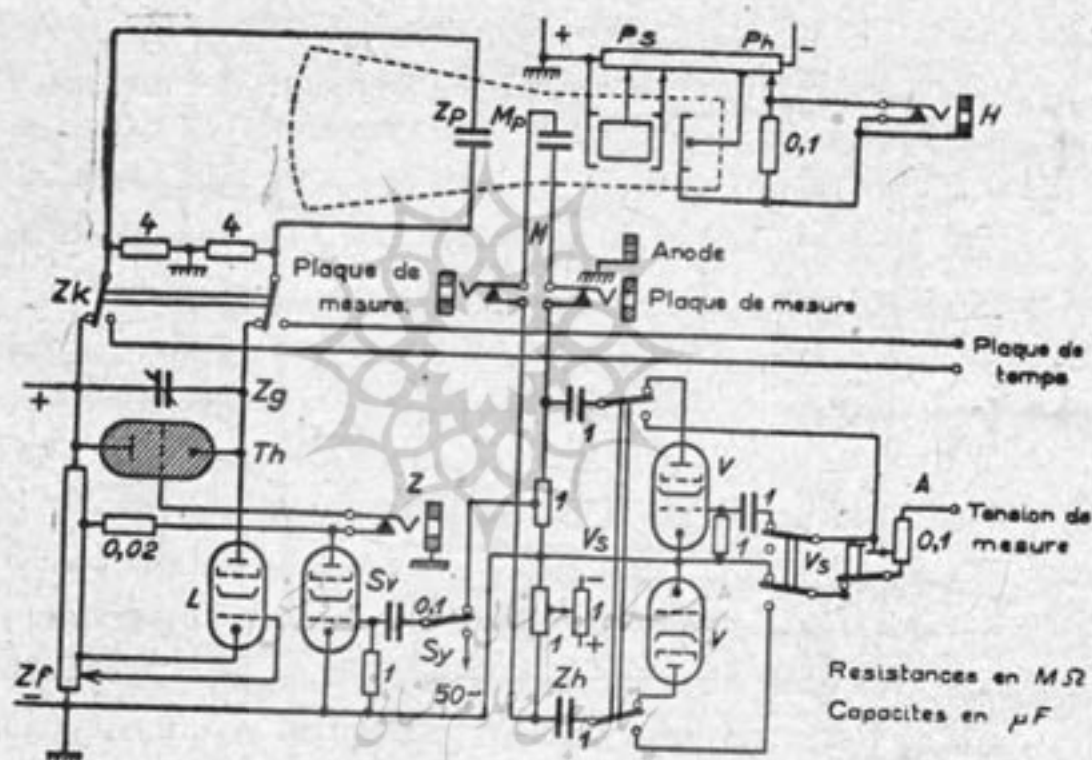 + Ps Ph -
Zp Mp
0,1 H
4 4
Zk
Plaque de
mesure
H
Anode
Plaque de mesure
Plaque de
temps
+ Zg
Th
1
V
Z
0,02
1
1
Vs
1
Vs
A
0,1
Tension de
mesure
L
Sv
0,1
Sy
1
50~
-
1
1
+
V
Zf
-
Zh
1
1
Resistances en MΩ
Capacites en μF